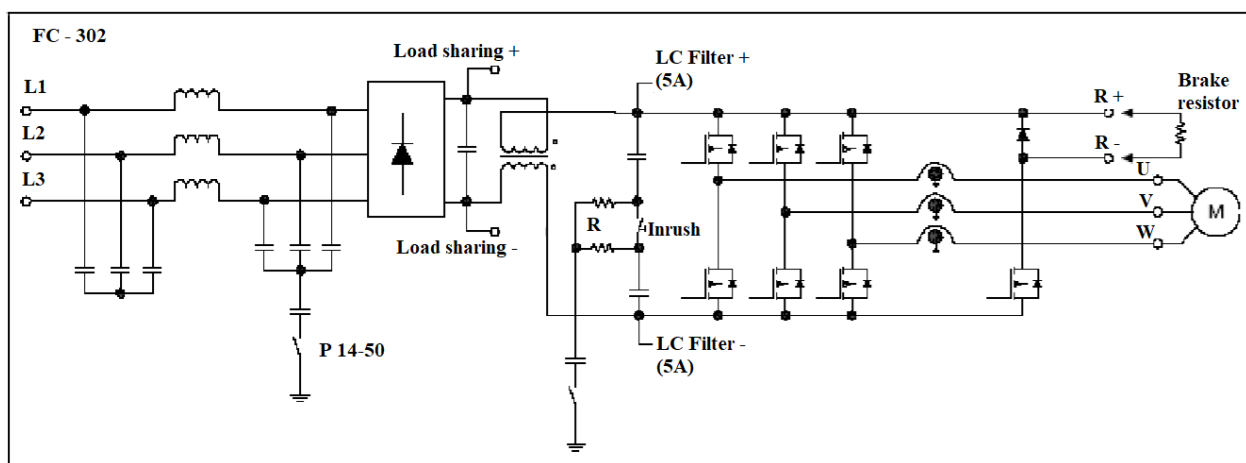 FC - 302
Load sharing +
LC Filter +
(5A)
Brake
resistor
L1
R +
L2
R -
U
L3
V
R
Inrush
M
Load sharing -
W
P 14-50
LC Filter -
(5A)